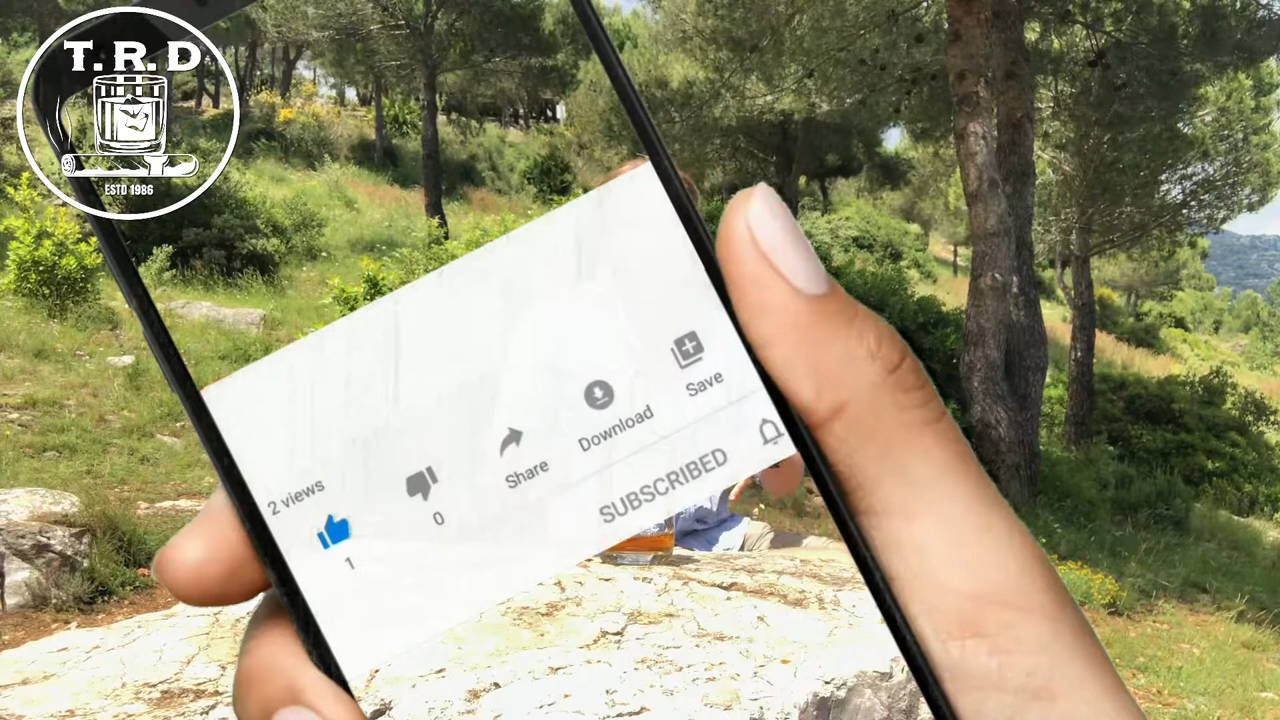 T.R.D
ESTD 1986
2 views
1
0
Share
Download
Save
SUBSCRIBED